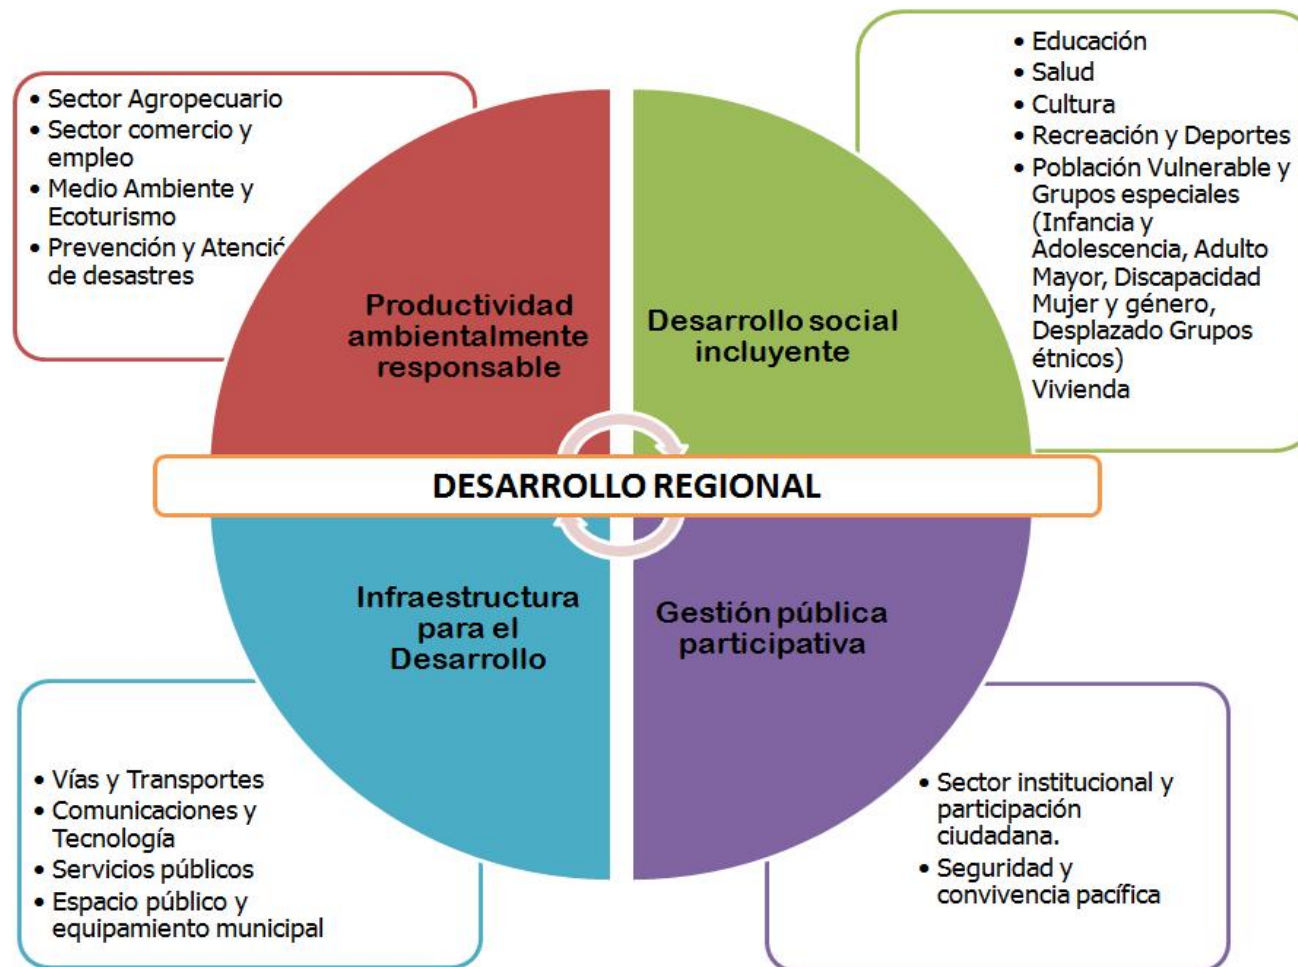 • Sector Agropecuario
• Sector comercio y
empleo
• Medio Ambiente y
Ecoturismo
• Prevención y Atenció
de desastres
• Educación
• Salud
• Cultura
• Recreación y Deportes
• Población Vulnerable y
Grupos especiales
(Infancia y
Adolescencia, Adulto
Mayor, Discapacidad
Mujer y género,
Desplazado Grupos
étnicos)
Vivienda
Productividad
ambientalmente
responsable
Desarrollo social
incluyente
DESARROLLO REGIONAL
Infraestructura
para el
Desarrollo
Gestión pública
participativa
• Vías y Transportes
• Comunicaciones y
Tecnología
• Servicios públicos
• Espacio público y
equipamiento municipal
• Sector institucional y
participación
ciudadana.
• Seguridad y
convivencia pacífica